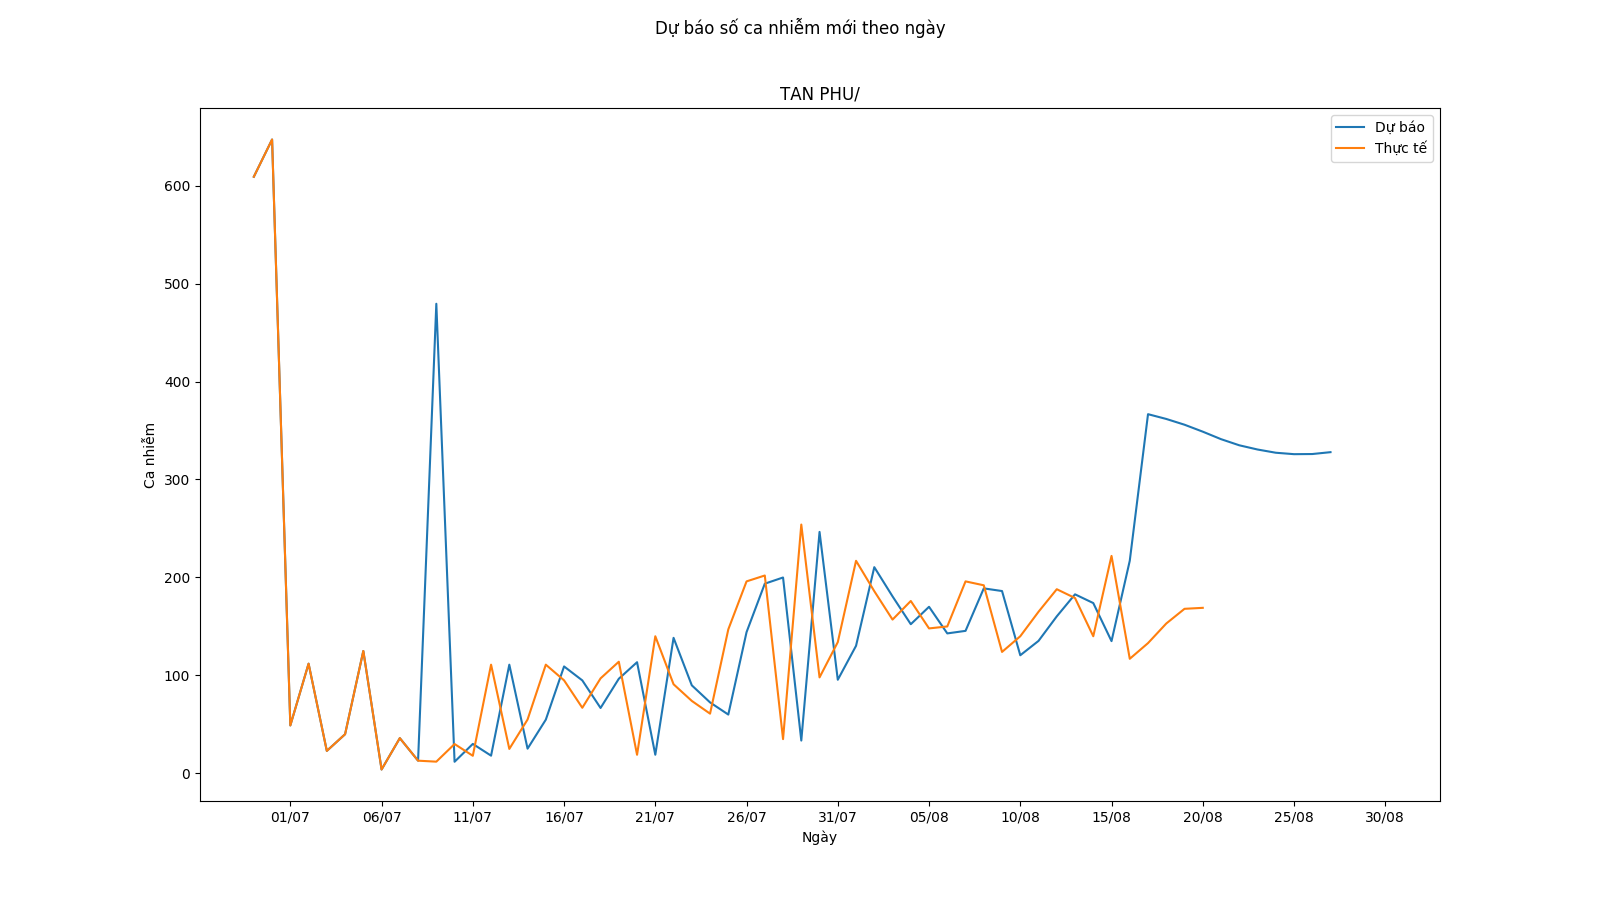 Dự báo số ca nhiễm mới theo ngày
TAN PHU/
Dự báo
Thực tế
600
500
400
300
200
100
0
Ca nhiễm
01/07 06/07 11/07 16/07 21/07 26/07 31/07 05/08 10/08 15/08 20/08 25/08 30/08
Ngày